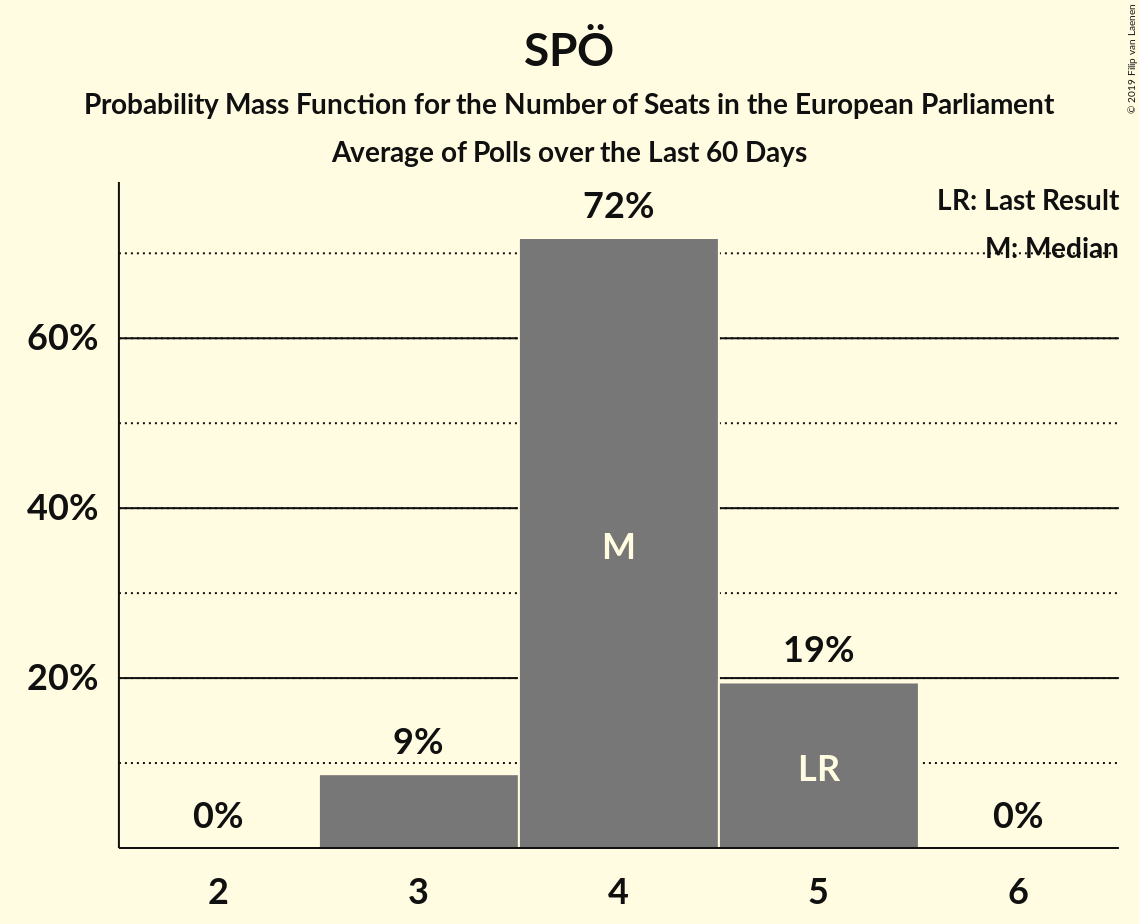 SPÖ
Probability Mass Function for the Number of Seats in the European Parliament
Average of Polls over the Last 60 Days
© 2019 Filip van Laenen
LR: Last Result
M: Median
72%
60%
40%
M
20%
19%
9%
LR
0%
0%
2 3 4 5 6